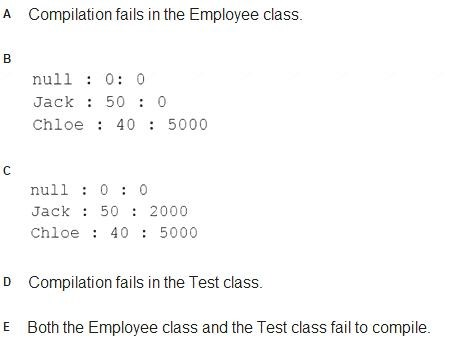 A Compilation fails in the Employee class.
B
null : 0: 0
Jack : 50 : 0
Chloe : 40 : 5000
C
null : 0 : 0
Jack : 50 : 2000
Chloe : 40 : 5000
D Compilation fails in the Test class.
E Both the Employee class and the Test class fail to compile.